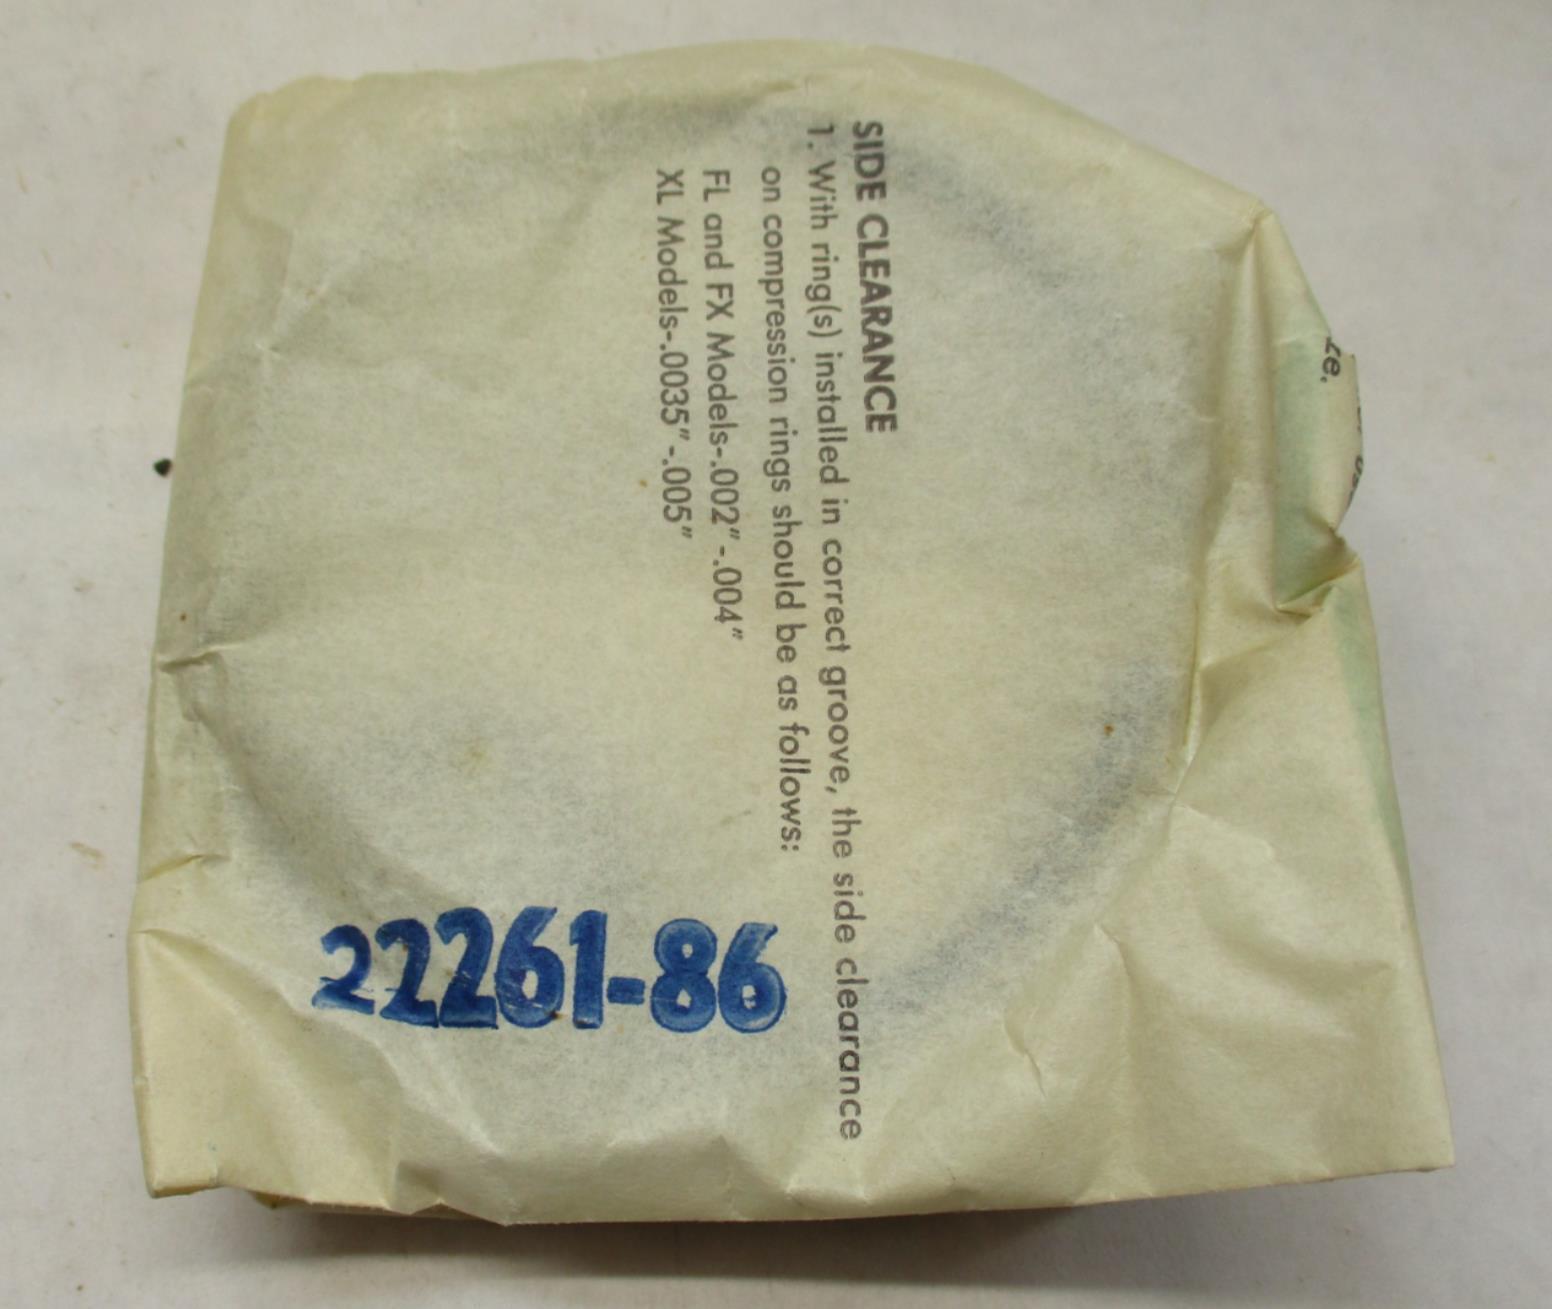 SIDE CLEARANCE
1. With ring(s) installed in correct groove, the side clearance
on compression rings should be as follows:
FL and FX Models-.002"-.004"
XL Models-.0035"-.005"
22261-86
ze.